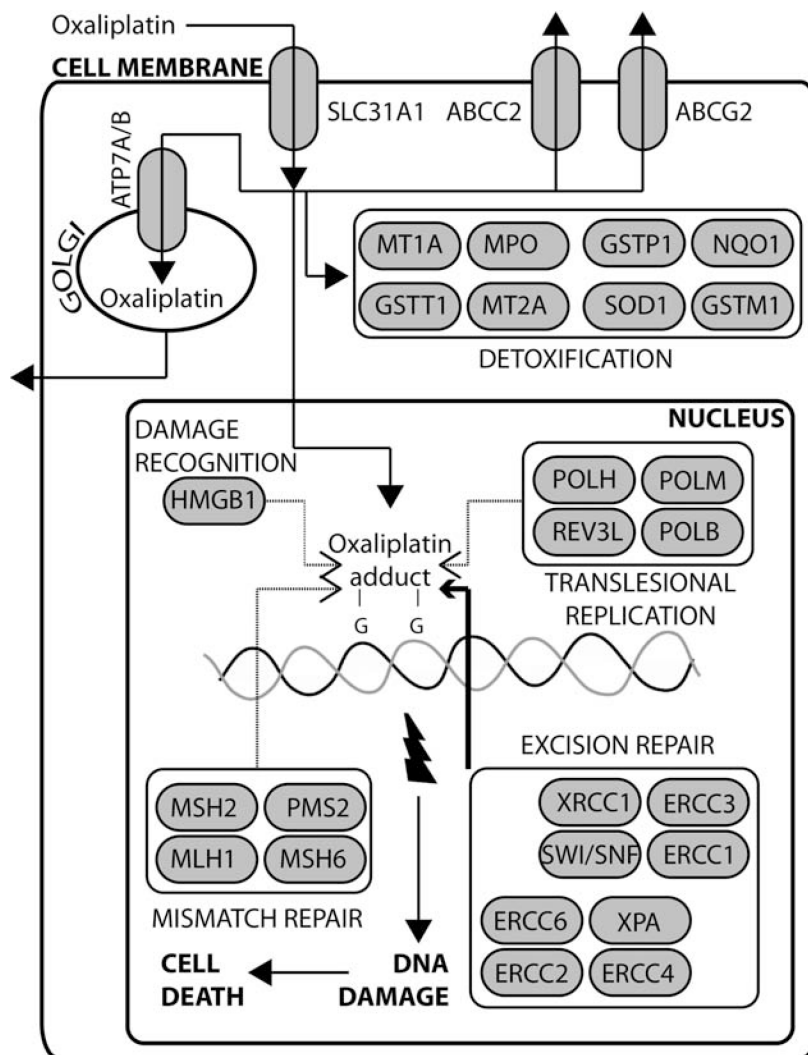 Oxaliplatin
CELL MEMBRANE
SLC31A1
ABCC2
ABCG2
ATP7A/B
GOLGI
Oxaliplatin
MT1A
MPO
GSTP1
NQO1
GSTT1
MT2A
SOD1
GSTM1
DETOXIFICATION
NUCLEUS
DAMAGE
RECOGNITION
HMGB1
POLH
POLM
REV3L
POLB
TRANSLESIONAL
REPLICATION
Oxaliplatin
adduct
G
G
EXCISION REPAIR
XRCC1
ERCC3
SWI/SNF
ERCC1
ERCC6
XPA
ERCC2
ERCC4
MSH2
PMS2
MLH1
MSH6
MISMATCH REPAIR
CELL
DEATH
DNA
DAMAGE